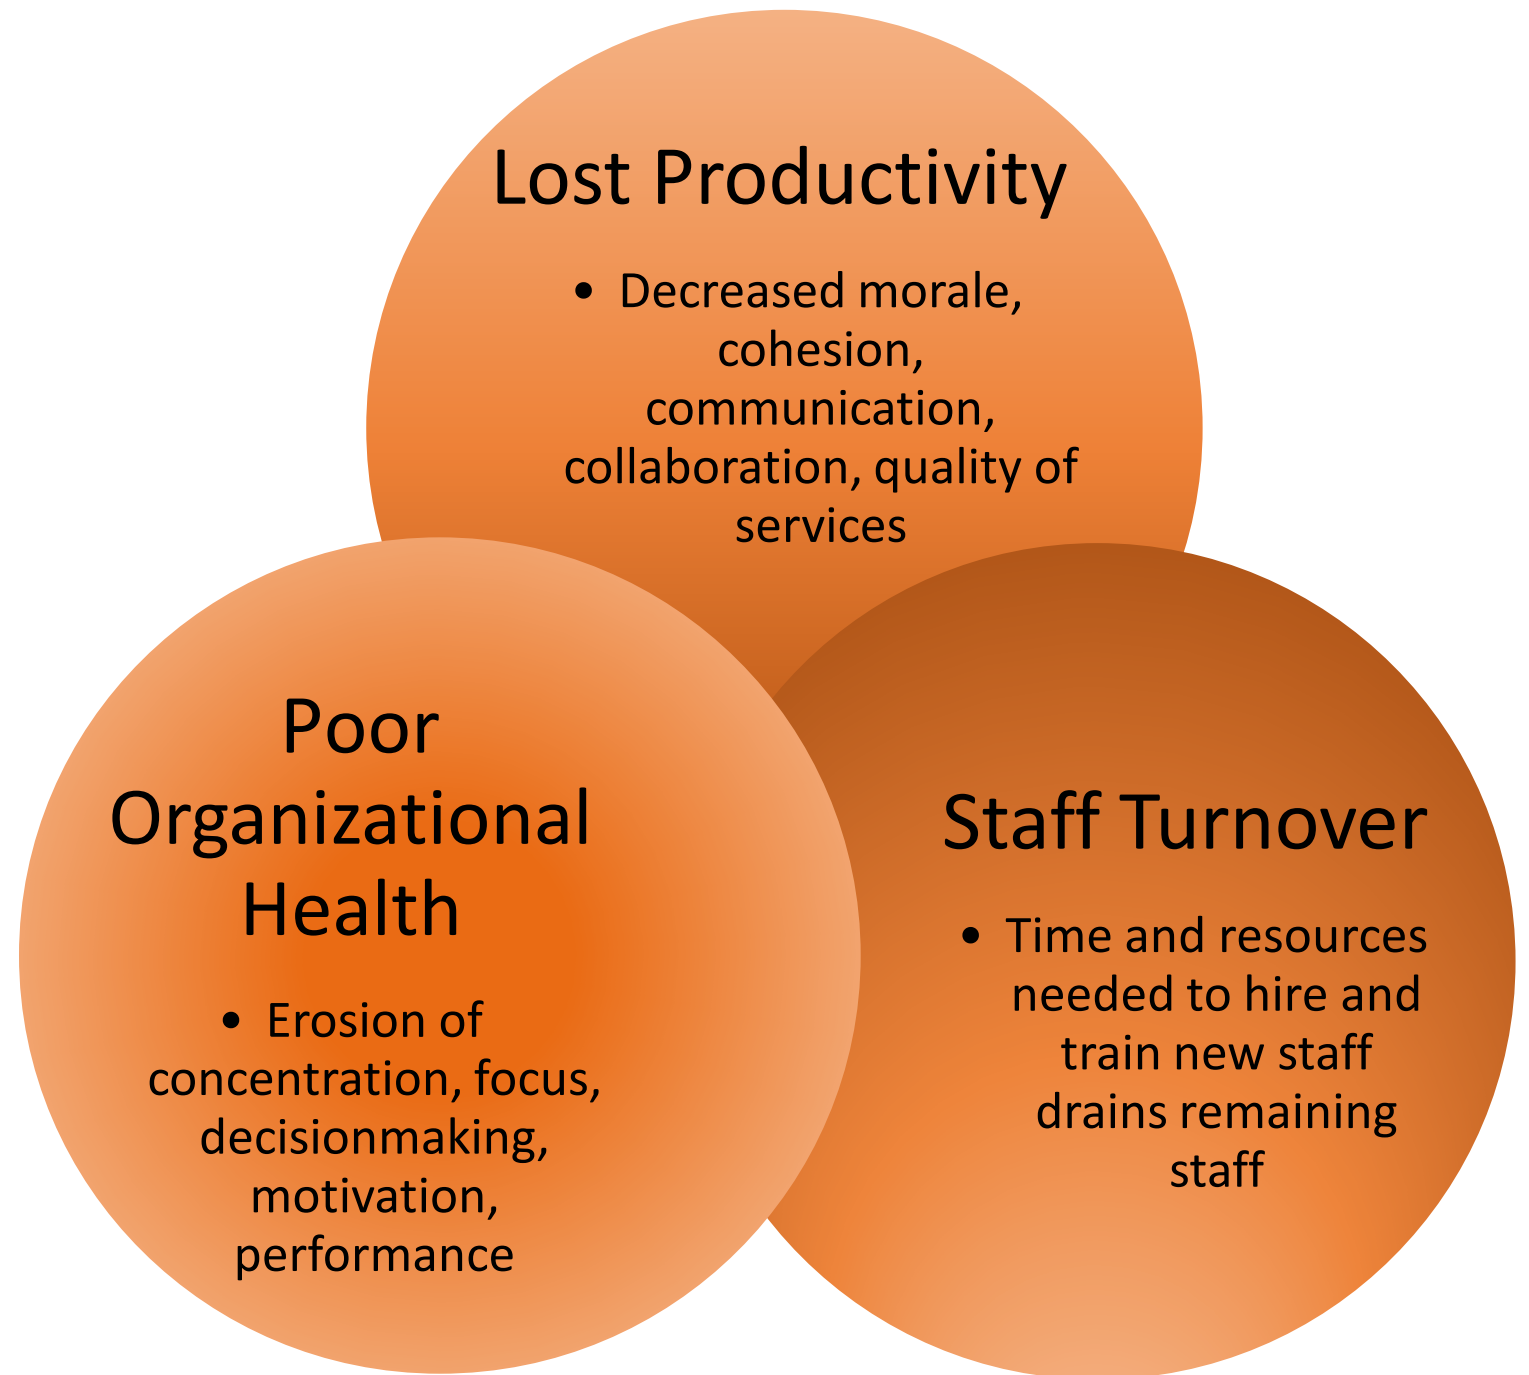 Lost Productivity
• Decreased morale,
cohesion,
communication,
collaboration, quality of
services
Poor
Organizational
Health
• Erosion of
concentration, focus,
decisionmaking,
motivation,
performance
Staff Turnover
• Time and resources
needed to hire and
train new staff
drains remaining
staff